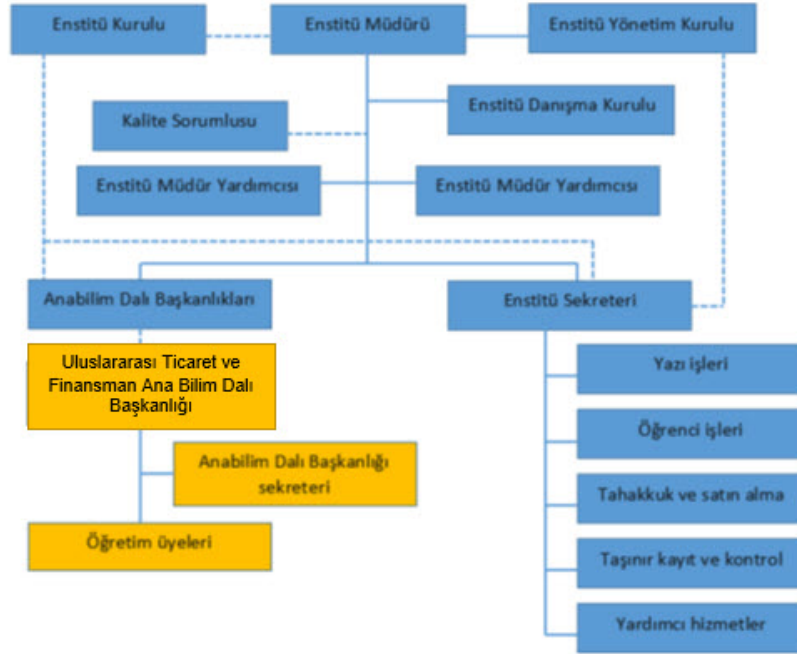 Enstitü Kurulu
Enstitü Müdürü
Enstitü Yönetim Kurulu
Enstitü Danışma Kurulu
Kalite Sorumlusu
Enstitü Müdür Yardımcısı
Enstitü Müdür Yardımcısı
Anabilim Dalı Başkanlıkları
Enstitü Sekreteri
Uluslararası Ticaret ve
Finansman Ana Bilim Dalı
Başkanlığı
Yazı işleri
Öğrenci işleri
Anabilim Dalı Başkanlığı
sekreteri
Tahakkuk ve satın alma
Öğretim üyeleri
Taşınır kayıt ve kontrol
Yardımcı hizmetler